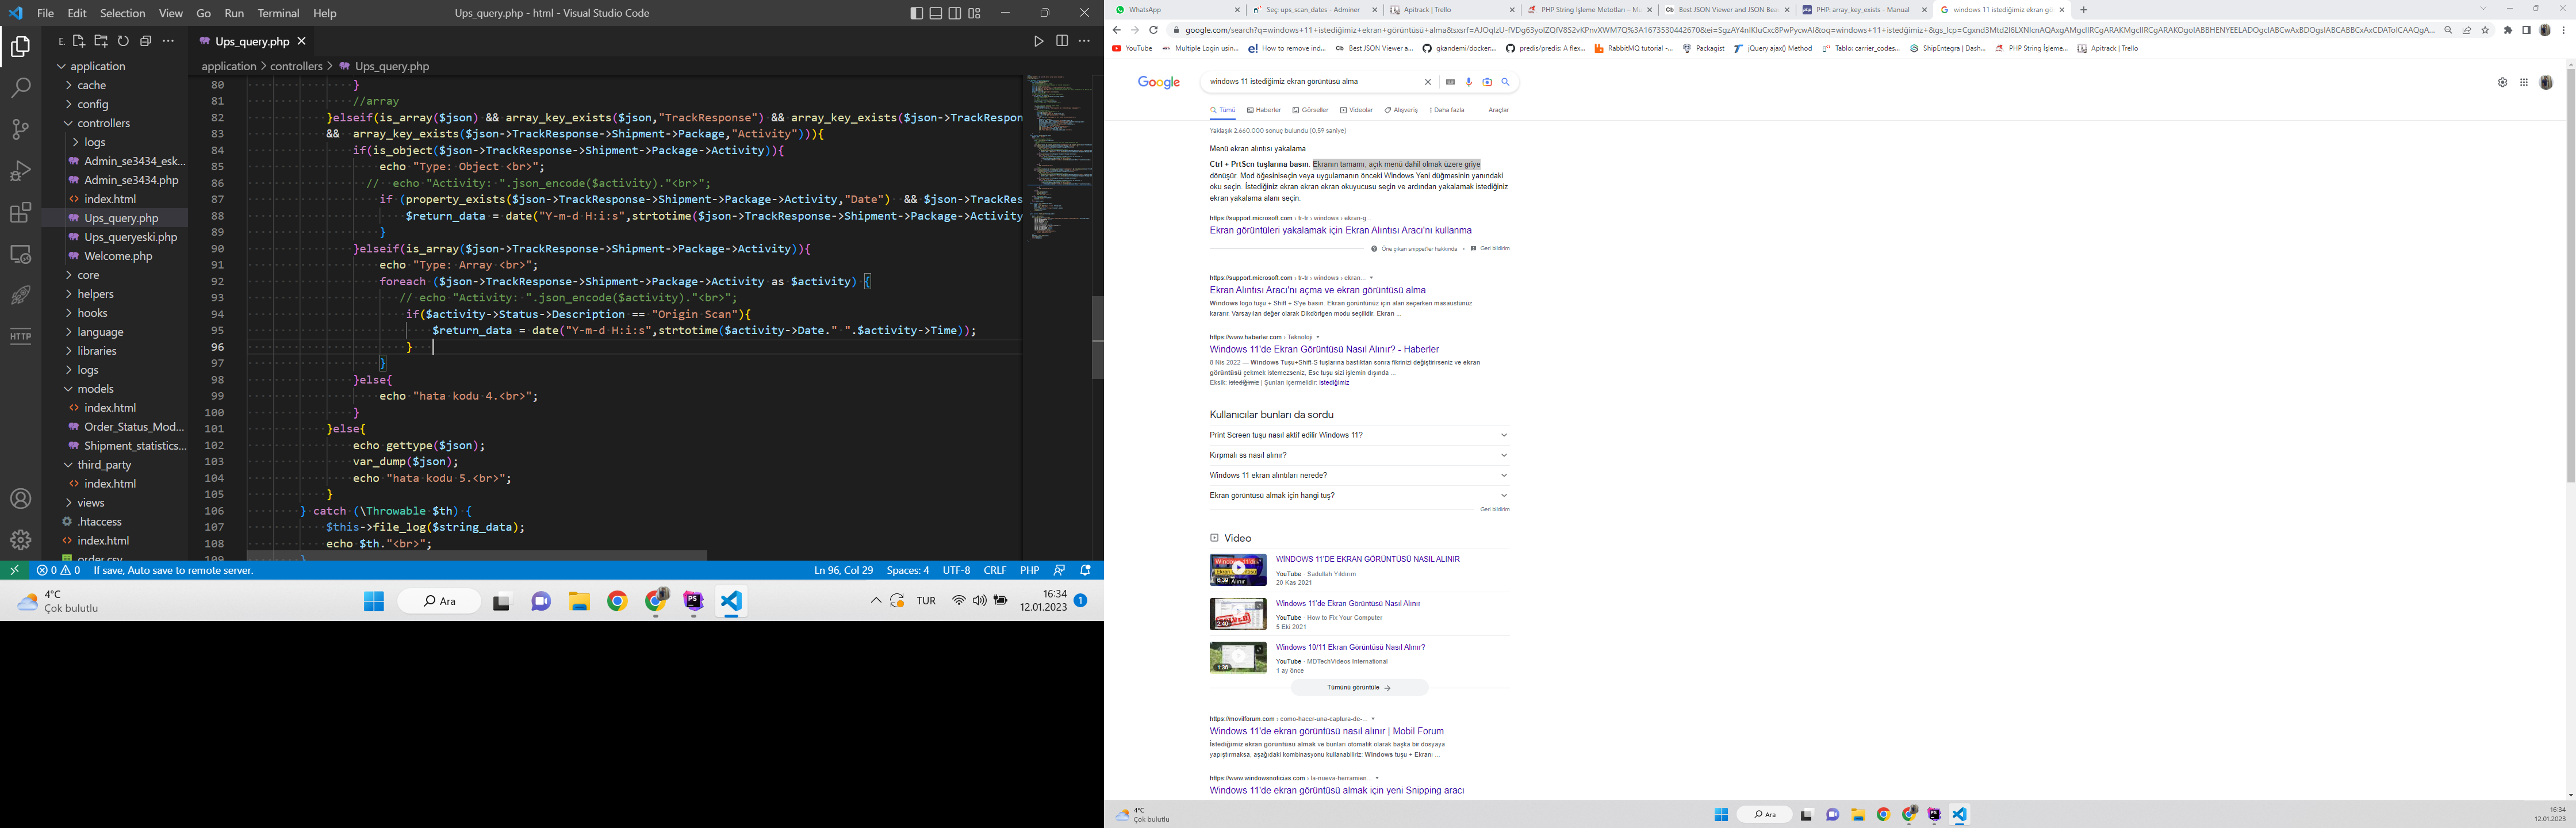 File Edit Selection View Go Run Terminal Help
Ups_query.php - html - Visual Studio Code
E.
Ups_query.php
application > controllers > Ups_query.php
application
cache
config
controllers
logs
Admin_se3434_esk...
Admin_se3434.php
index.html
Ups_query.php
Ups_queryeski.php
Welcome.php
core
helpers
hooks
language
libraries
logs
models
index.html
Order_Status_Mod...
Shipment_statistics...
third_party
index.html
views
.htaccess
index.html
order.csv
80 }
81 //array
82 }elseif(is_array($json) && array_key_exists($json,"TrackResponse") && array_key_exists($json->TrackRespon
83 && array_key_exists($json->TrackResponse->Shipment->Package,"Activity"))){
84 if(is_object($json->TrackResponse->Shipment->Package->Activity)){
85 echo "Type: Object <br>";
86 // echo "Activity: ".json_encode($activity)."<br>";
87 if (property_exists($json->TrackResponse->Shipment->Package->Activity,"Date") && $json->TrackRes
88 $return_data = date("Y-m-d H:i:s",strtotime($json->TrackResponse->Shipment->Package->Activity
89 }
90 }elseif(is_array($json->TrackResponse->Shipment->Package->Activity)){
91 echo "Type: Array <br>";
92 foreach ($json->TrackResponse->Shipment->Package->Activity as $activity) {
93 // echo "Activity: ".json_encode($activity)."<br>";
94 if($activity->Status->Description == "Origin Scan"){
95 $return_data = date("Y-m-d H:i:s",strtotime($activity->Date." ".$activity->Time));
96 }
97 }
98 }else{
99 echo "hata kodu 4.<br>";
100 }
101 }else{
102 echo gettype($json);
103 var_dump($json);
104 echo "hata kodu 5.<br>";
105 }
106 } catch (\Throwable $th) {
107 $this->file_log($string_data);
108 echo $th."<br>";
109 }
0 0 If save, Auto save to remote server.
Ln 96, Col 29 Spaces: 4 UTF-8 CRLF PHP
4°C
Çok bulutlu
Ara
TUR
16:34
12.01.2023
1
WhatsApp
Seç: ups_scan_dates - Adminer
Apitrack | Trello
PHP String İşleme Metotları – Mu
Best JSON Viewer and JSON Bea
PHP: array_key_exists - Manual
windows 11 istediğimiz ekran gö
YouTube
Multiple Login usin...
How to remove ind...
Best JSON Viewer a...
gkandemi/docker:...
predis/predis: A flex...
RabbitMQ tutorial -...
Packagist
jQuery ajax() Method
Tablo: carrier_codes...
ShipEntegra | Dash...
PHP String İşleme...
Apitrack | Trello
Google
windows 11 istediğimiz ekran görüntüsü alma
Tümü Haberler Görseller Videolar Alışveriş Daha fazla Araçlar
Yaklaşık 2.660.000 sonuç bulundu (0,59 saniye)
Menü ekran alıntısı yakalama
Ctrl + PrtScn tuşlarına basın. Ekranın tamamı, açık menü dahil olmak üzere griye
dönüşür. Mod öğesiniseçin veya uygulamanın önceki Windows Yeni düğmesinin yanındaki
oku seçin. İstediğiniz ekran ekran ekran okuyucusu seçin ve ardından yakalamak istediğiniz
ekran yakalama alanı seçin.
https://support.microsoft.com › tr-tr › windows › ekran-g...
Ekran görüntüleri yakalamak için Ekran Alıntısı Aracı'nı kullanma
Öne çıkan snippet'ler hakkında • Geri bildirim
https://support.microsoft.com › tr-tr › windows › ekran...
Ekran Alıntısı Aracı'nı açma ve ekran görüntüsü alma
Windows logo tuşu + Shift + S'ye basın. Ekran görüntünüz için alan seçerken masaüstünüz
kararır. Varsayılan değer olarak Dikdörtgen modu seçilidir. Ekran ...
https://www.haberler.com › Teknoloji
Windows 11'de Ekran Görüntüsü Nasıl Alınır? - Haberler
8 Nis 2022 — Windows Tuşu+Shift-S tuşlarına bastıktan sonra fikrinizi değiştirirseniz ve ekran
görüntüsü çekmek istemezseniz, Esc tuşu sizi işlemin dışında ...
Eksik: istediğimiz | Şunları içermelidir: istediğimiz
Kullanıcılar bunları da sordu
Print Screen tuşu nasıl aktif edilir Windows 11?
Kırpmalı ss nasıl alınır?
Windows 11 ekran alıntıları nerede?
Ekran görüntüsü almak için hangi tuş?
Geri bildirim
Video
WİNDOWS 11'DE EKRAN GÖRÜNTÜSÜ NASIL ALINIR
YouTube · Sadullah Yıldırım
20 Kas 2021
Windows 11'de Ekran Görüntüsü Nasıl Alınır
YouTube · How to Fix Your Computer
5 Eki 2021
Windows 10/11 Ekran Görüntüsü Nasıl Alınır?
YouTube · MDTechVideos International
1 ay önce
Tümünü görüntüle
https://movilforum.com › como-hacer-una-captura-de-...
Windows 11'de ekran görüntüsü nasıl alınır | Mobil Forum
İstediğimiz ekran görüntüsü almak ve bunları otomatik olarak başka bir dosyaya
yapıştırmaksa, aşağıdaki kombinasyonu kullanabiliriz: Windows tuşu + Ekranı ...
https://www.windowsnoticias.com › la-nueva-herramien...
Windows 11'de ekran görüntüsü almak için yeni Snipping aracı
4°C
Çok bulutlu
Ara
16:34
12.01.2023